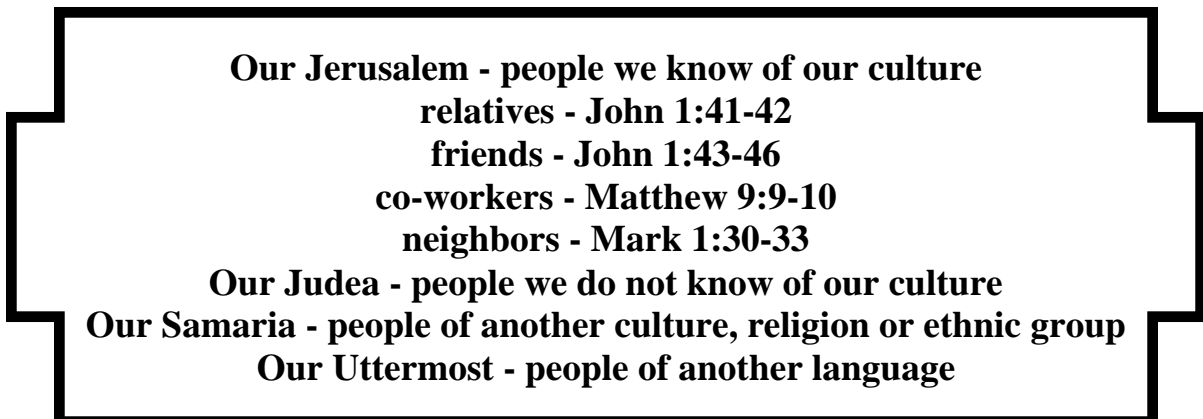 Our Jerusalem - people we know of our culture
relatives - John 1:41-42
friends - John 1:43-46
co-workers - Matthew 9:9-10
neighbors - Mark 1:30-33
Our Judea - people we do not know of our culture
Our Samaria - people of another culture, religion or ethnic group
Our Uttermost - people of another language